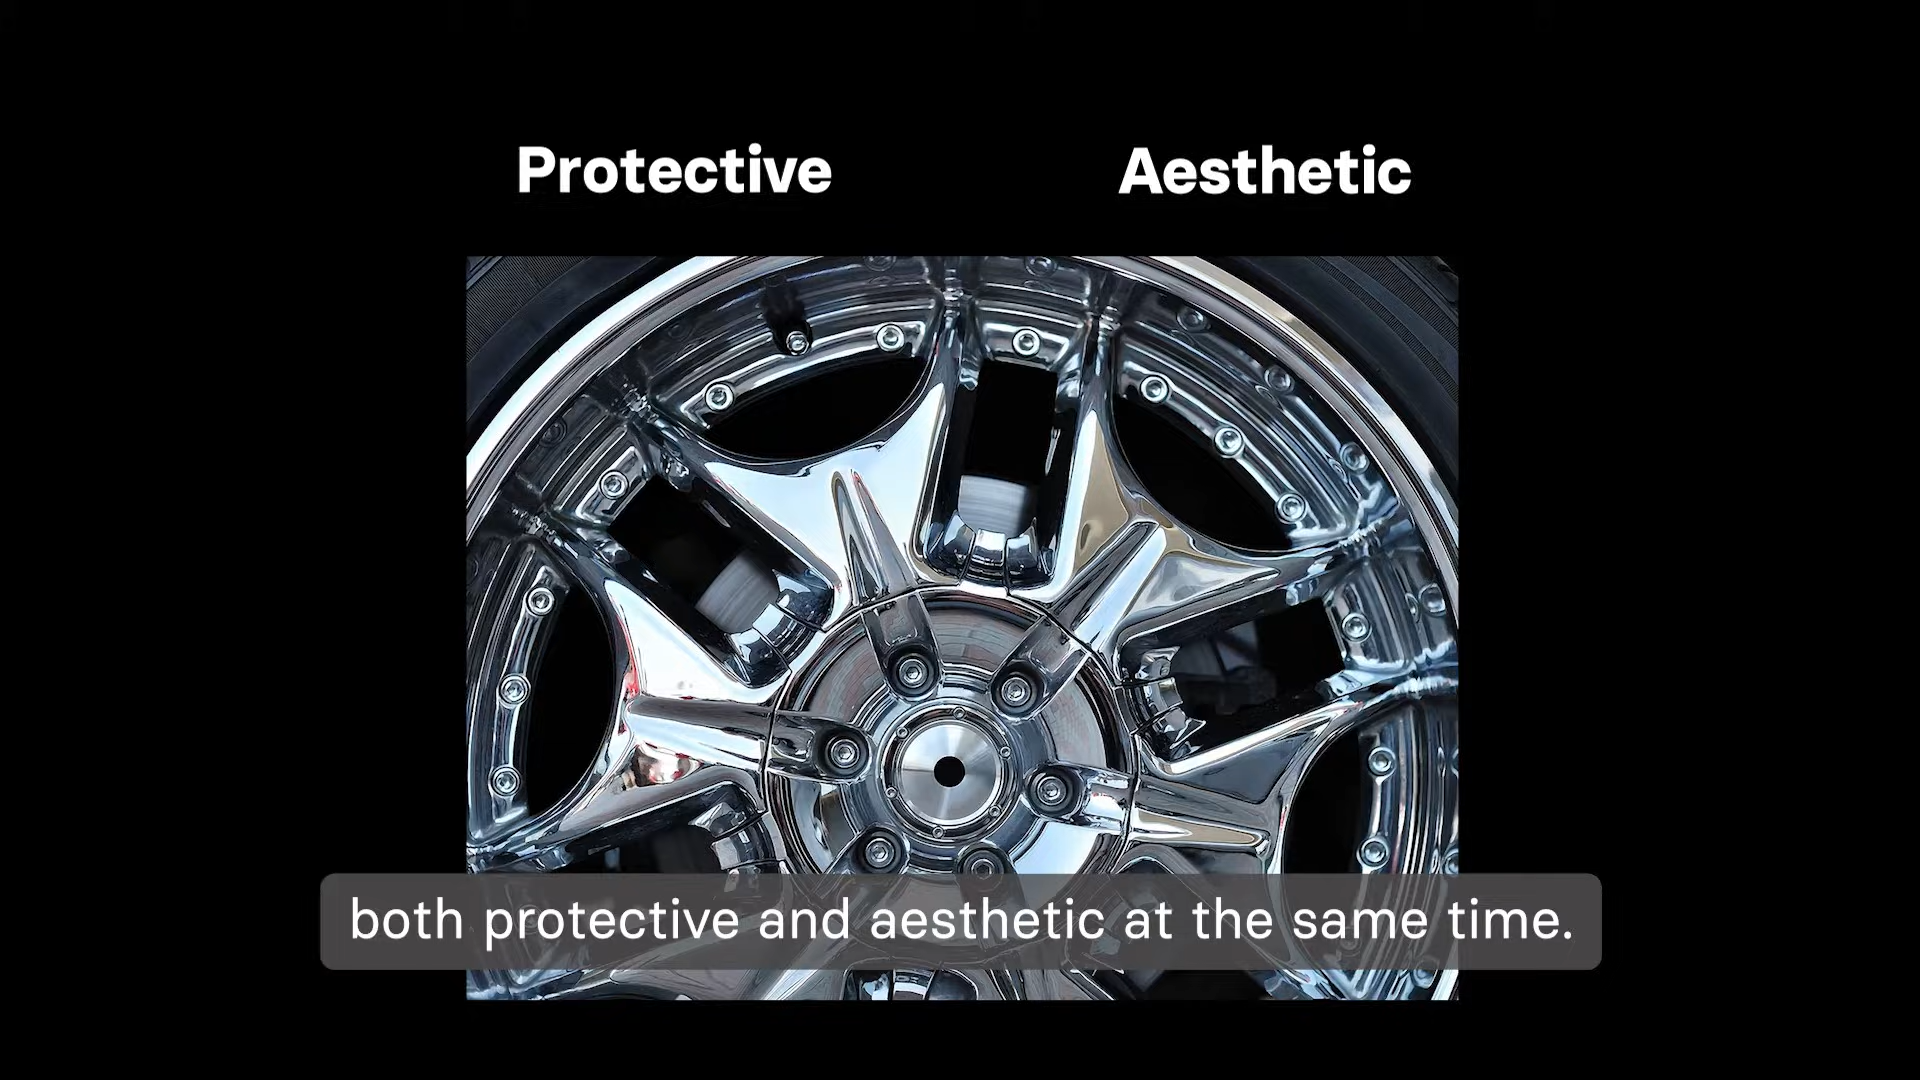 Protective
Aesthetic
both protective and aesthetic at the same time.